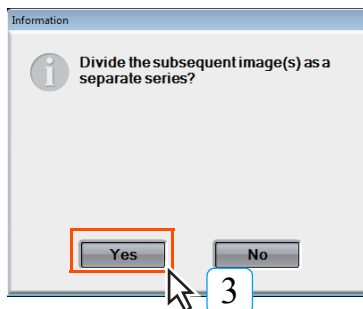 Information
Divide the subsequent image(s) as a
separate series?
Yes
No
3